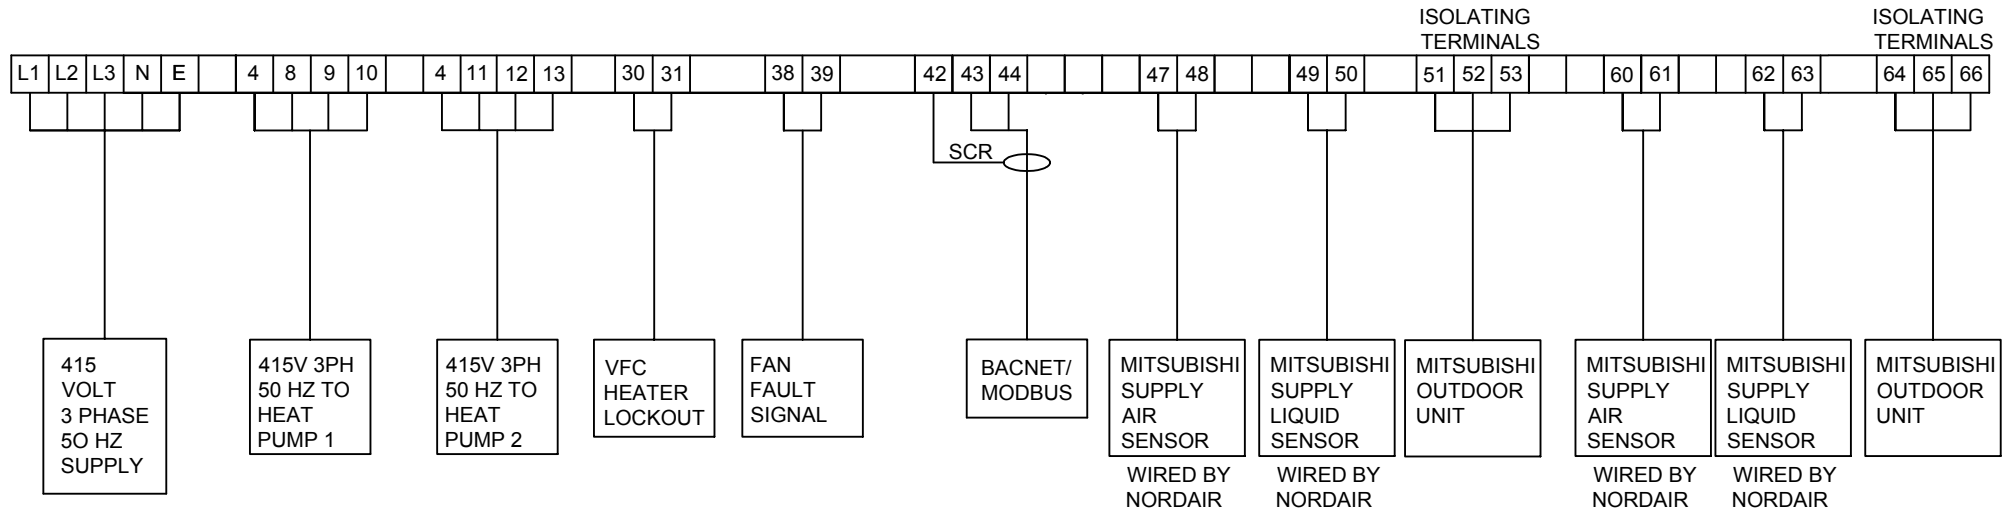 ISOLATING
TERMINALS
ISOLATING
TERMINALS
L1 L2 L3 N E 4 8 9 10 4 11 12 13 30 31 38 39 42 43 44 47 48 49 50 51 52 53 60 61 62 63 64 65 66
SCR
415
VOLT
3 PHASE
5O HZ
SUPPLY
415V 3PH
50 HZ TO
HEAT
PUMP 1
415V 3PH
50 HZ TO
HEAT
PUMP 2
VFC
HEATER
LOCKOUT
FAN
FAULT
SIGNAL
BACNET/
MODBUS
MITSUBISHI
SUPPLY
AIR
SENSOR
WIRED BY
NORDAIR
MITSUBISHI
SUPPLY
LIQUID
SENSOR
WIRED BY
NORDAIR
MITSUBISHI
OUTDOOR
UNIT
MITSUBISHI
SUPPLY
AIR
SENSOR
WIRED BY
NORDAIR
MITSUBISHI
SUPPLY
LIQUID
SENSOR
WIRED BY
NORDAIR
MITSUBISHI
OUTDOOR
UNIT